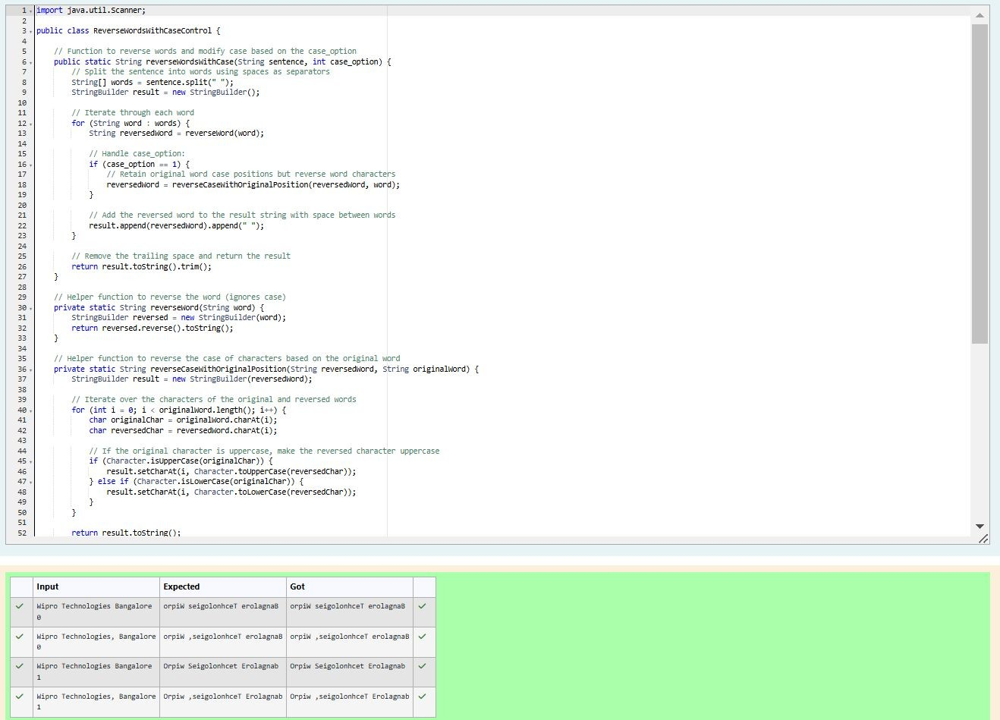 1 import java.util.Scanner;
2
3 public class ReverseWordsWithCaseControl {
4
5 // Function to reverse words and modify case based on the case_option
6 public static String reverseWordsWithCase(String sentence, int case_option) {
7 // Split the sentence into words using spaces as separators
8 String[] words = sentence.split(" ");
9 StringBuilder result = new StringBuilder();
10
11 // Iterate through each word
12 for (String word : words) {
13 String reversedWord = reverseWord(word);
14
15 // Handle case_option:
16 if (case_option == 1) {
17 // Retain original word case positions but reverse word characters
18 reversedWord = reverseCaseWithOriginalPosition(reversedWord, word);
19 }
20
21 // Add the reversed word to the result string with space between words
22 result.append(reversedWord).append(" ");
23 }
24
25 // Remove the trailing space and return the result
26 return result.toString().trim();
27 }
28
29 // Helper function to reverse the word (ignores case)
30 private static String reverseWord(String word) {
31 StringBuilder reversed = new StringBuilder(word);
32 return reversed.reverse().toString();
33 }
34
35 // Helper function to reverse the case of characters based on the original word
36 private static String reverseCaseWithOriginalPosition(String reversedWord, String originalWord) {
37 StringBuilder result = new StringBuilder(reversedWord);
38
39 // Iterate over the characters of the original and reversed words
40 for (int i = 0; i < originalWord.length(); i++) {
41 char originalChar = originalWord.charAt(i);
42 char reversedChar = reversedWord.charAt(i);
43
44 // If the original character is uppercase, make the reversed character uppercase
45 if (Character.isUpperCase(originalChar)) {
46 result.setCharAt(i, Character.toUpperCase(reversedChar));
47 } else if (Character.isLowerCase(originalChar)) {
48 result.setCharAt(i, Character.toLowerCase(reversedChar));
49 }
50 }
51
52 return result.toString();
Input Expected Got
Wipro Technologies Bangalore orpiW seigolonhceT erolagnaB orpiW seigolonhceT erolagnaB
0
Wipro Technologies, Bangalore orpiW ,seigolonhceT erolagnaB orpiW ,seigolonhceT erolagnaB
0
Wipro Technologies Bangalore Orpiw Seigolonhcet Erolagnab Orpiw Seigolonhcet Erolagnab
1
Wipro Technologies, Bangalore Orpiw ,seigolonhceT Erolagnab Orpiw ,seigolonhceT Erolagnab
1